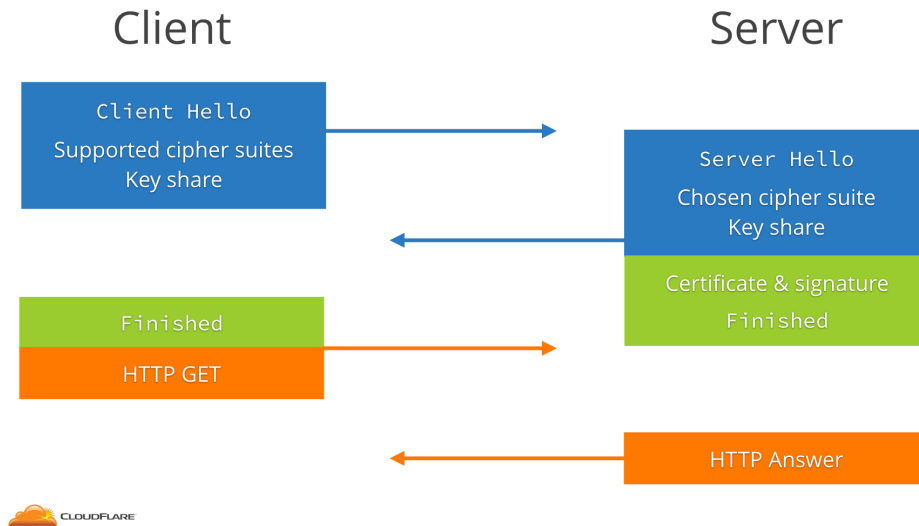 Client
Server
Client Hello
Supported cipher suites
Key share
Server Hello
Chosen cipher suite
Key share
Certificate & signature
Finished
Finished
HTTP GET
HTTP Answer
CLOUDFLARE